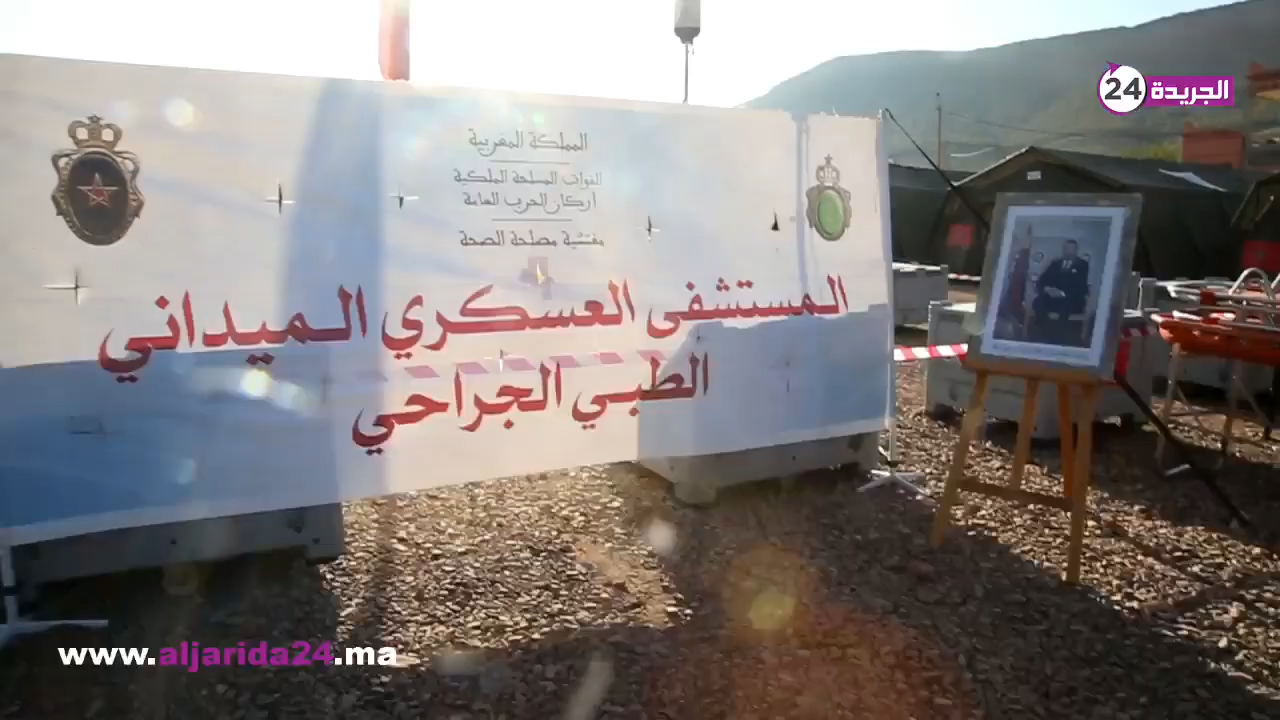 الجريدة 24
المملكة المغربية
القوات المسلحة الملكية
أركان الحرب العامة
مفتشية مصلحة الصحة
المستشفى العسكري الميداني
الطبي الجراحي
www.aljarida24.ma